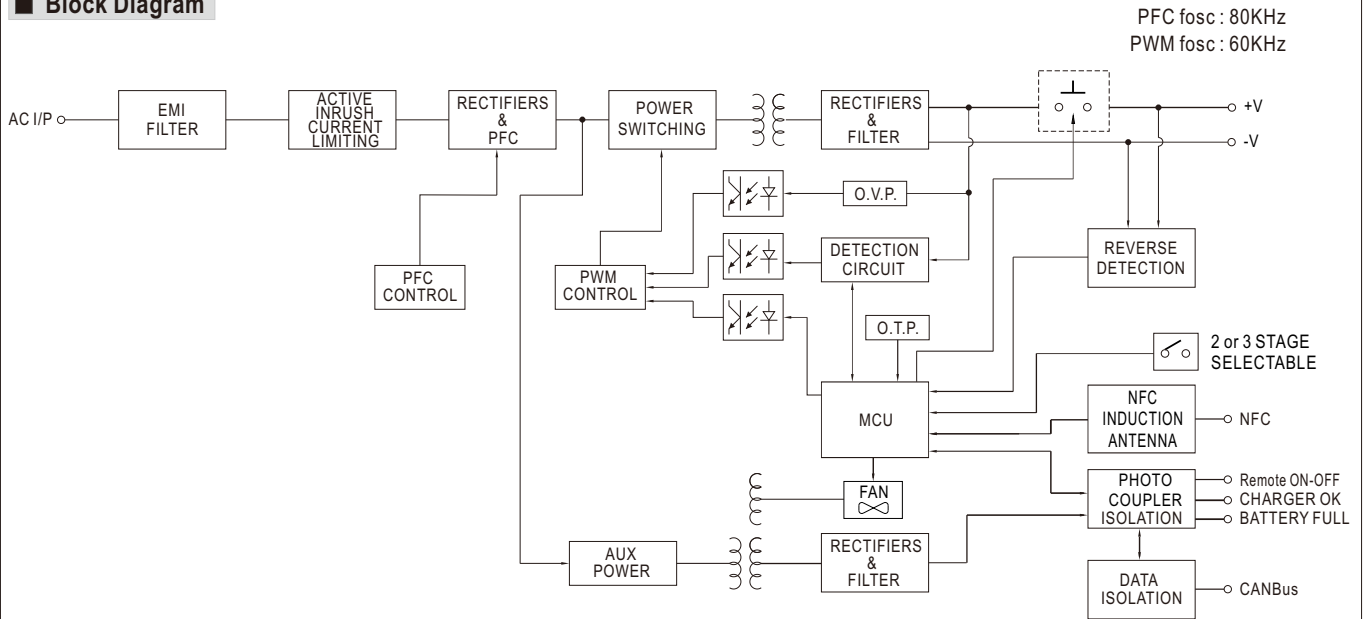 ■ Block Diagram
PFC fosc : 80KHz
PWM fosc : 60KHz
AC I/P
EMI
FILTER
ACTIVE
INRUSH
CURRENT
LIMITING
RECTIFIERS
&
PFC
POWER
SWITCHING
RECTIFIERS
&
FILTER
+V
-V
O.V.P.
DETECTION
CIRCUIT
REVERSE
DETECTION
PFC
CONTROL
PWM
CONTROL
O.T.P.
2 or 3 STAGE
SELECTABLE
MCU
NFC
INDUCTION
ANTENNA
NFC
FAN
PHOTO
COUPLER
ISOLATION
Remote ON-OFF
CHARGER OK
BATTERY FULL
AUX
POWER
RECTIFIERS
&
FILTER
DATA
ISOLATION
CANBus